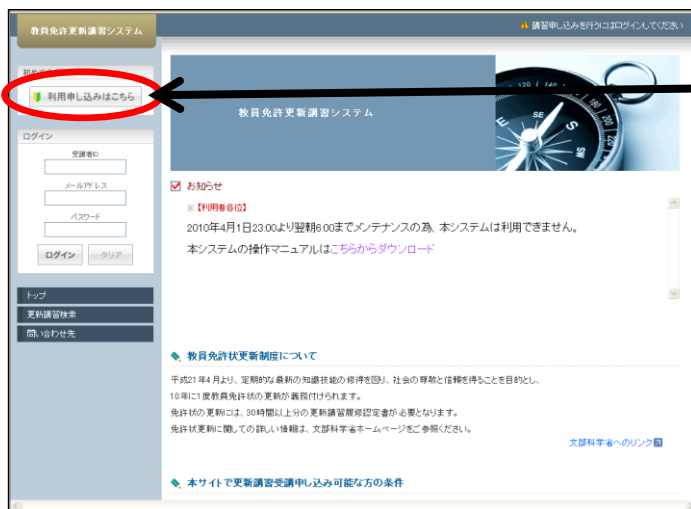 教員免許更新講習システム
講習申し込みを行うにはログインしてください
初めての
利用申し込みはこちら
教員免許更新講習システム
120
SE
S
SW
ログイン
受講者ID
メールアドレス
パスワード
ログイン
クリア
お知らせ
【利用者各位】
2010年4月1日23:00より翌朝6:00までメンテナンスの為、本システムは利用できません。
本システムの操作マニュアルはこちらからダウンロード
トップ
更新講習検索
問い合わせ先
教員免許状更新制度について
平成21年4月より、定期的な最新の知識技能の修得を図り、社会の尊敬と信頼を得ることを目的とし、
10年に1度教員免許状の更新が義務付けられます。
免許状の更新には、30時間以上分の更新講習履修認定書が必要となります。
免許状更新に関しての詳しい情報は、文部科学省ホームページをご参照ください。
文部科学省へのリンク
本サイトで更新講習受講申し込み可能な方の条件